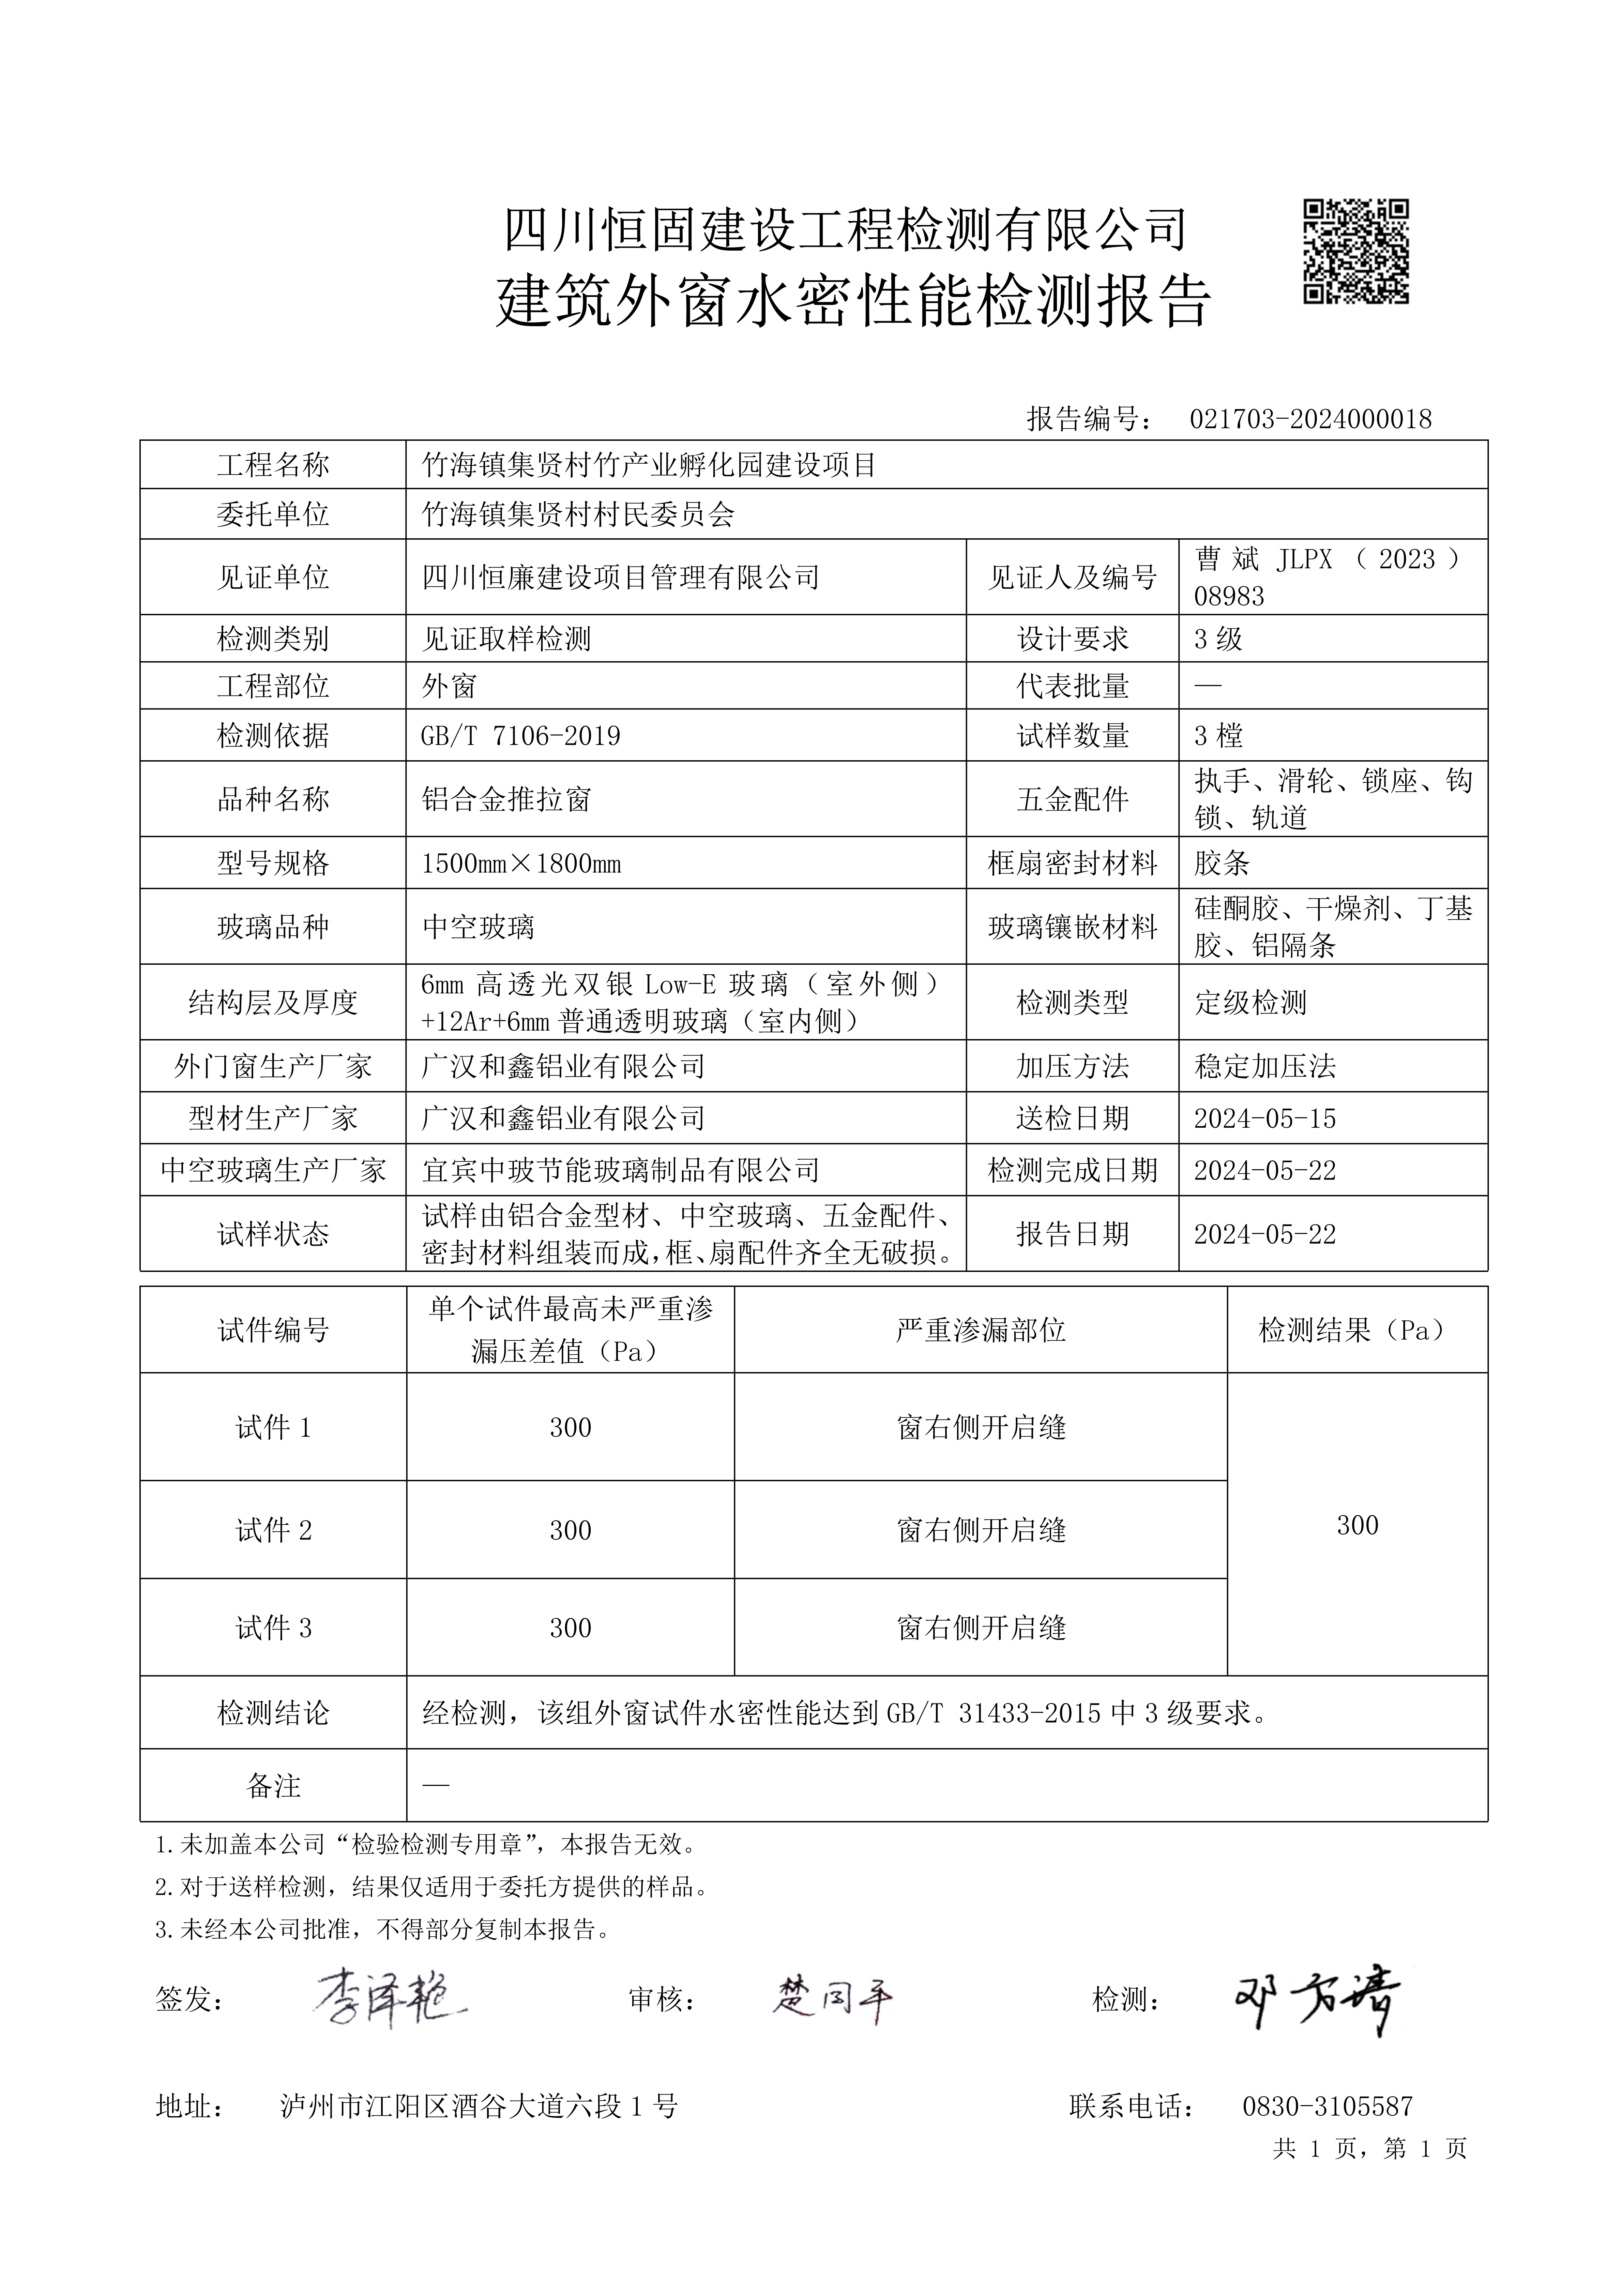 四川恒固建设工程检测有限公司
建筑外窗水密性能检测报告
报告编号： 021703-2024000018
工程名称 竹海镇集贤村竹产业孵化园建设项目
委托单位 竹海镇集贤村村民委员会
见证单位 四川恒廉建设项目管理有限公司 见证人及编号 曹斌 JLPX（2023）
08983
检测类别 见证取样检测 设计要求 3 级
工程部位 外窗 代表批量 —
检测依据 GB/T 7106-2019 试样数量 3 樘
品种名称 铝合金推拉窗 五金配件 执手、滑轮、锁座、钩
锁、轨道
型号规格 1500mm×1800mm 框扇密封材料 胶条
玻璃品种 中空玻璃 玻璃镶嵌材料 硅酮胶、干燥剂、丁基
胶、铝隔条
结构层及厚度 6mm 高透光双银 Low-E 玻璃（室外侧）
+12Ar+6mm 普通透明玻璃（室内侧） 检测类型 定级检测
外门窗生产厂家 广汉和鑫铝业有限公司 加压方法 稳定加压法
型材生产厂家 广汉和鑫铝业有限公司 送检日期 2024-05-15
中空玻璃生产厂家 宜宾中玻节能玻璃制品有限公司 检测完成日期 2024-05-22
试样状态 试样由铝合金型材、中空玻璃、五金配件、
密封材料组装而成，框、扇配件齐全无破损。 报告日期 2024-05-22
试件编号 单个试件最高未严重渗
漏压差值（Pa） 严重渗漏部位 检测结果（Pa）
试件 1 300 窗右侧开启缝
试件 2 300 窗右侧开启缝 300
试件 3 300 窗右侧开启缝
检测结论 经检测，该组外窗试件水密性能达到 GB/T 31433-2015 中 3 级要求。
备注 —
1.未加盖本公司“检验检测专用章”，本报告无效。
2.对于送样检测，结果仅适用于委托方提供的样品。
3.未经本公司批准，不得部分复制本报告。
签发： 李泽艳 审核： 楚同平 检测： 邓方清
地址： 泸州市江阳区酒谷大道六段 1 号 联系电话： 0830-3105587
共 1 页，第 1 页